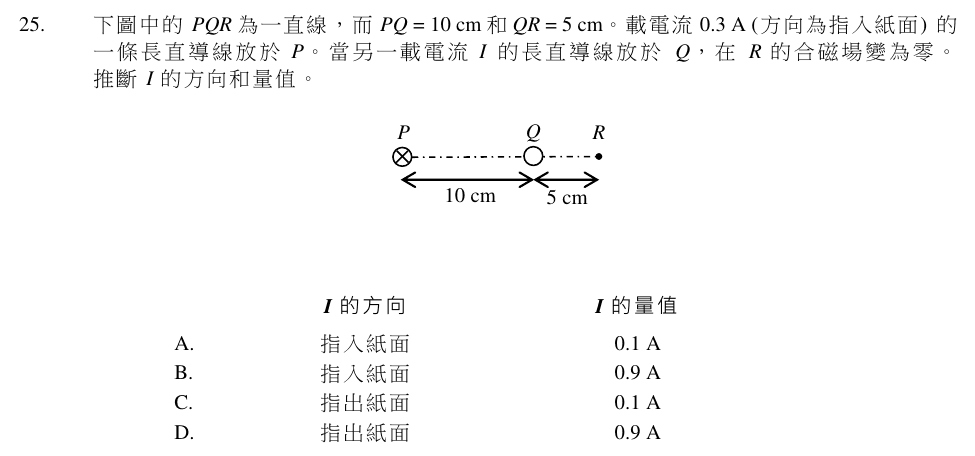 25. 下圖中的 PQR 為一直線，而 PQ = 10 cm 和 QR = 5 cm。載電流 0.3 A (方向為指入紙面) 的
一條長直導線放於 P。當另一載電流 I 的長直導線放於 Q，在 R 的合磁場變為零。
推斷 I 的方向和量值。
P Q R
10 cm 5 cm
I 的方向 I 的量值
A. 指入紙面 0.1 A
B. 指入紙面 0.9 A
C. 指出紙面 0.1 A
D. 指出紙面 0.9 A